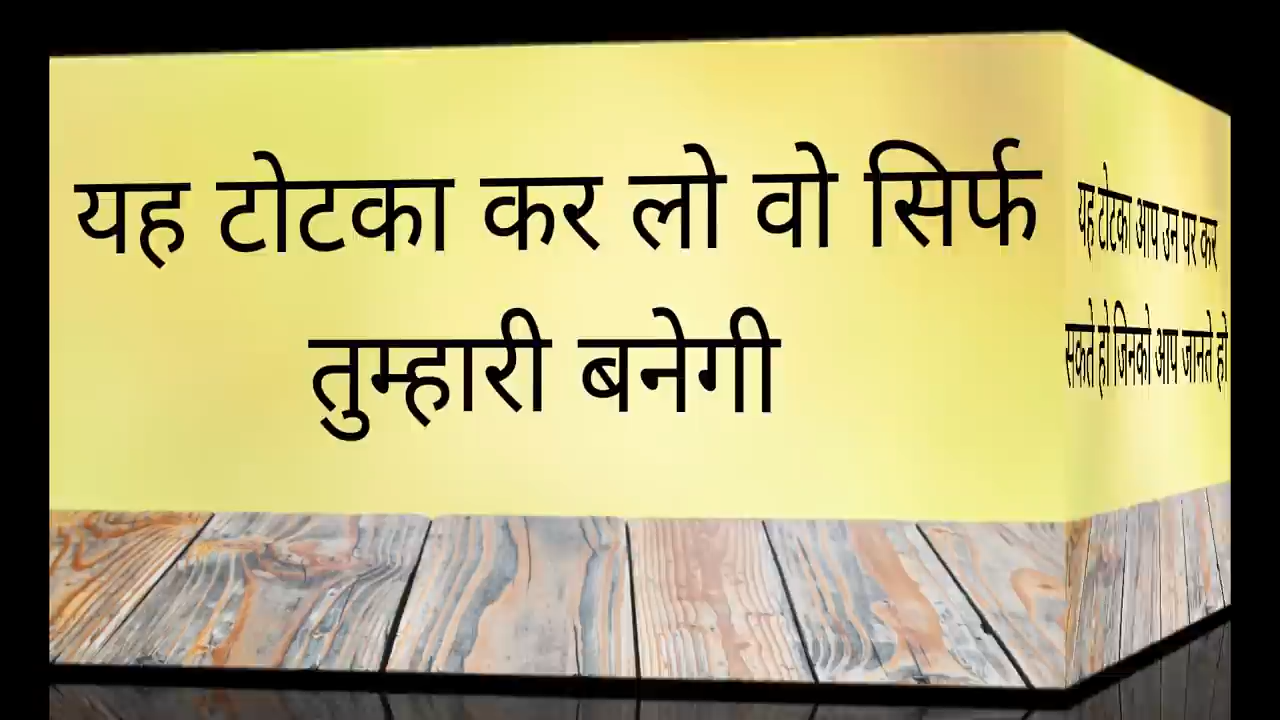 यह टोटका कर लो वो सिर्फ
तुम्हारी बनेगी
यह टोटका आप उन पर कर
सकते हो जिनको आप जानते हो